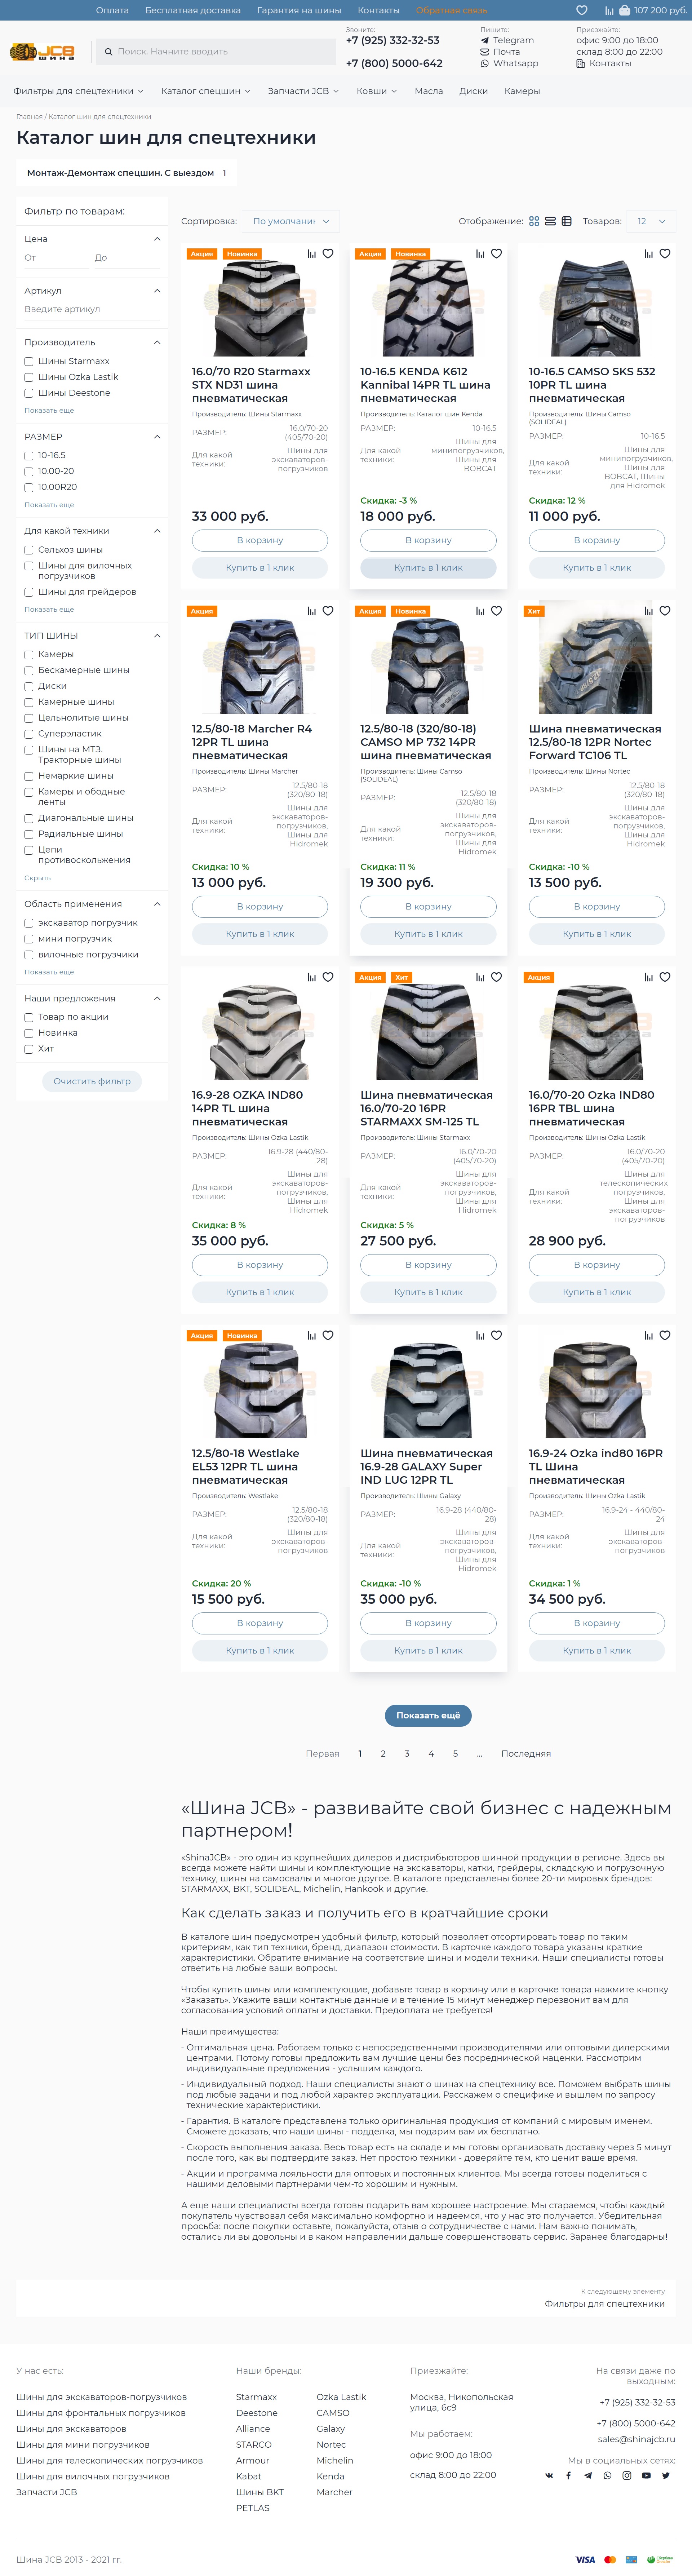 Оплата Бесплатная доставка Гарантия на шины Контакты Обратная связь 107 200 руб.
JCB
шина
Поиск. Начните вводить
Звоните:
+7 (925) 332-32-53
+7 (800) 5000-642
Пишите:
Telegram
Почта
Whatsapp
Приезжайте:
офис 9:00 до 18:00
склад 8:00 до 22:00
Контакты
Фильтры для спецтехники Каталог спецшин Запчасти JCB Ковши Масла Диски Камеры
Главная / Каталог шин для спецтехники
Каталог шин для спецтехники
Монтаж-Демонтаж спецшин. С выездом – 1
Фильтр по товарам:
Цена
От До
Артикул
Введите артикул
Производитель
Шины Starmaxx
Шины Ozka Lastik
Шины Deestone
Показать еще
РАЗМЕР
10-16.5
10.00-20
10.00R20
Показать еще
Для какой техники
Сельхоз шины
Шины для вилочных
погрузчиков
Шины для грейдеров
Показать еще
ТИП ШИНЫ
Камеры
Бескамерные шины
Диски
Камерные шины
Цельнолитые шины
Суперэластик
Шины на МТЗ.
Тракторные шины
Немаркие шины
Камеры и ободные
ленты
Диагональные шины
Радиальные шины
Цепи
противоскольжения
Скрыть
Область применения
экскаватор погрузчик
мини погрузчик
вилочные погрузчики
Показать еще
Наши предложения
Товар по акции
Новинка
Хит
Очистить фильтр
Сортировка: По умолчани Отображение: Товаров: 12
Акция Новинка
16.0/70 R20 Starmaxx
STX ND31 шина
пневматическая
Производитель: Шины Starmaxx
РАЗМЕР: 16.0/70-20
(405/70-20)
Для какой
техники:
Шины для
экскаваторов-
погрузчиков
33 000 руб.
В корзину
Купить в 1 клик
Акция Новинка
10-16.5 KENDA K612
Kannibal 14PR TL шина
пневматическая
Производитель: Каталог шин Kenda
РАЗМЕР: 10-16.5
Для какой
техники:
Шины для
минипогрузчиков,
Шины для
BOBCAT
Скидка: -3 %
18 000 руб.
В корзину
Купить в 1 клик
10-16.5 CAMSO SKS 532
10PR TL шина
пневматическая
Производитель: Шины Camso
(SOLIDEAL)
РАЗМЕР: 10-16.5
Для какой
техники:
Шины для
минипогрузчиков,
Шины для
BOBCAT, Шины
для Hidromek
Скидка: 12 %
11 000 руб.
В корзину
Купить в 1 клик
Акция
12.5/80-18 Marcher R4
12PR TL шина
пневматическая
Производитель: Шины Marcher
РАЗМЕР: 12.5/80-18
(320/80-18)
Для какой
техники:
Шины для
экскаваторов-
погрузчиков,
Шины для
Hidromek
Скидка: 10 %
13 000 руб.
В корзину
Купить в 1 клик
Акция Новинка
12.5/80-18 (320/80-18)
CAMSO MP 732 14PR
шина пневматическая
Производитель: Шины Camso
(SOLIDEAL)
РАЗМЕР: 12.5/80-18
(320/80-18)
Для какой
техники:
Шины для
экскаваторов-
погрузчиков,
Шины для
Hidromek
Скидка: 11 %
19 300 руб.
В корзину
Купить в 1 клик
Хит
Шина пневматическая
12.5/80-18 12PR Nortec
Forward TC106 TL
Производитель: Шины Nortec
РАЗМЕР: 12.5/80-18
(320/80-18)
Для какой
техники:
Шины для
экскаваторов-
погрузчиков,
Шины для
Hidromek
Скидка: -10 %
13 500 руб.
В корзину
Купить в 1 клик
16.9-28 OZKA IND80
14PR TL шина
пневматическая
Производитель: Шины Ozka Lastik
РАЗМЕР: 16.9-28 (440/80-
28)
Для какой
техники:
Шины для
экскаваторов-
погрузчиков,
Шины для
Hidromek
Скидка: 8 %
35 000 руб.
В корзину
Купить в 1 клик
Акция Хит
Шина пневматическая
16.0/70-20 16PR
STARMAXX SM-125 TL
Производитель: Шины Starmaxx
РАЗМЕР: 16.0/70-20
(405/70-20)
Для какой
техники:
Шины для
экскаваторов-
погрузчиков,
Шины для
Hidromek
Скидка: 5 %
27 500 руб.
В корзину
Купить в 1 клик
Акция
16.0/70-20 Ozka IND80
16PR TBL шина
пневматическая
Производитель: Шины Ozka Lastik
РАЗМЕР: 16.0/70-20
(405/70-20)
Для какой
техники:
Шины для
телескопических
погрузчиков,
Шины для
экскаваторов-
погрузчиков
28 900 руб.
В корзину
Купить в 1 клик
Акция Новинка
12.5/80-18 Westlake
EL53 12PR TL шина
пневматическая
Производитель: Westlake
РАЗМЕР: 12.5/80-18
(320/80-18)
Для какой
техники:
Шины для
экскаваторов-
погрузчиков
Скидка: 20 %
15 500 руб.
В корзину
Купить в 1 клик
Шина пневматическая
16.9-28 GALAXY Super
IND LUG 12PR TL
Производитель: Шины Galaxy
РАЗМЕР: 16.9-28 (440/80-
28)
Для какой
техники:
Шины для
экскаваторов-
погрузчиков,
Шины для
Hidromek
Скидка: -10 %
35 000 руб.
В корзину
Купить в 1 клик
16.9-24 Ozka ind80 16PR
TL Шина
пневматическая
Производитель: Шины Ozka Lastik
РАЗМЕР: 16.9-24 - 440/80-
24
Для какой
техники:
Шины для
экскаваторов-
погрузчиков
Скидка: 1 %
34 500 руб.
В корзину
Купить в 1 клик
Показать ещё
Первая 1 2 3 4 5 ... Последняя
«Шина JCB» - развивайте свой бизнес с надежным
партнером!
«ShinaJCB» - это один из крупнейших дилеров и дистрибьюторов шинной продукции в регионе. Здесь вы
всегда можете найти шины и комплектующие на экскаваторы, катки, грейдеры, складскую и погрузочную
технику, шины на самосвалы и многое другое. В каталоге представлены более 20-ти мировых брендов:
STARMAXX, BKT, SOLIDEAL, Michelin, Hankook и другие.
Как сделать заказ и получить его в кратчайшие сроки
В каталоге шин предусмотрен удобный фильтр, который позволяет отсортировать товар по таким
критериям, как тип техники, бренд, диапазон стоимости. В карточке каждого товара указаны краткие
характеристики. Обратите внимание на соответствие шины и модели техники. Наши специалисты готовы
ответить на любые ваши вопросы.
Чтобы купить шины или комплектующие, добавьте товар в корзину или в карточке товара нажмите кнопку
«Заказать». Укажите ваши контактные данные и в течение 15 минут менеджер перезвонит вам для
согласования условий оплаты и доставки. Предоплата не требуется!
Наши преимущества:
- Оптимальная цена. Работаем только с непосредственными производителями или оптовыми дилерскими
центрами. Потому готовы предложить вам лучшие цены без посреднической наценки. Рассмотрим
индивидуальные предложения - услышим каждого.
- Индивидуальный подход. Наши специалисты знают о шинах на спецтехнику все. Поможем выбрать шины
под любые задачи и под любой характер эксплуатации. Расскажем о специфике и вышлем по запросу
технические характеристики.
- Гарантия. В каталоге представлена только оригинальная продукция от компаний с мировым именем.
Сможете доказать, что наши шины - подделка, мы подарим вам их бесплатно.
- Скорость выполнения заказа. Весь товар есть на складе и мы готовы организовать доставку через 5 минут
после того, как вы подтвердите заказ. Нет простою техники - доверяйте тем, кто ценит ваше время.
- Акции и программа лояльности для оптовых и постоянных клиентов. Мы всегда готовы поделиться с
нашими деловыми партнерами чем-то хорошим и нужным.
А еще наши специалисты всегда готовы подарить вам хорошее настроение. Мы стараемся, чтобы каждый
покупатель чувствовал себя максимально комфортно и надеемся, что у нас это получается. Убедительная
просьба: после покупки оставьте, пожалуйста, отзыв о сотрудничестве с нами. Нам важно понимать,
остались ли вы довольны и в каком направлении дальше совершенствовать сервис. Заранее благодарны!
К следующему элементу
Фильтры для спецтехники
У нас есть:
Шины для экскаваторов-погрузчиков
Шины для фронтальных погрузчиков
Шины для экскаваторов
Шины для мини погрузчиков
Шины для телескопических погрузчиков
Шины для вилочных погрузчиков
Запчасти JCB
Наши бренды:
Starmaxx
Deestone
Alliance
STARCO
Armour
Kabat
Шины BKT
PETLAS
Ozka Lastik
CAMSO
Galaxy
Nortec
Michelin
Kenda
Marcher
Приезжайте:
Москва, Никопольская
улица, 6с9
Мы работаем:
офис 9:00 до 18:00
склад 8:00 до 22:00
На связи даже по
выходным:
+7 (925) 332-32-53
+7 (800) 5000-642
sales@shinajcb.ru
Мы в социальных сетях:
Шина JCB 2013 - 2021 гг.
VISA